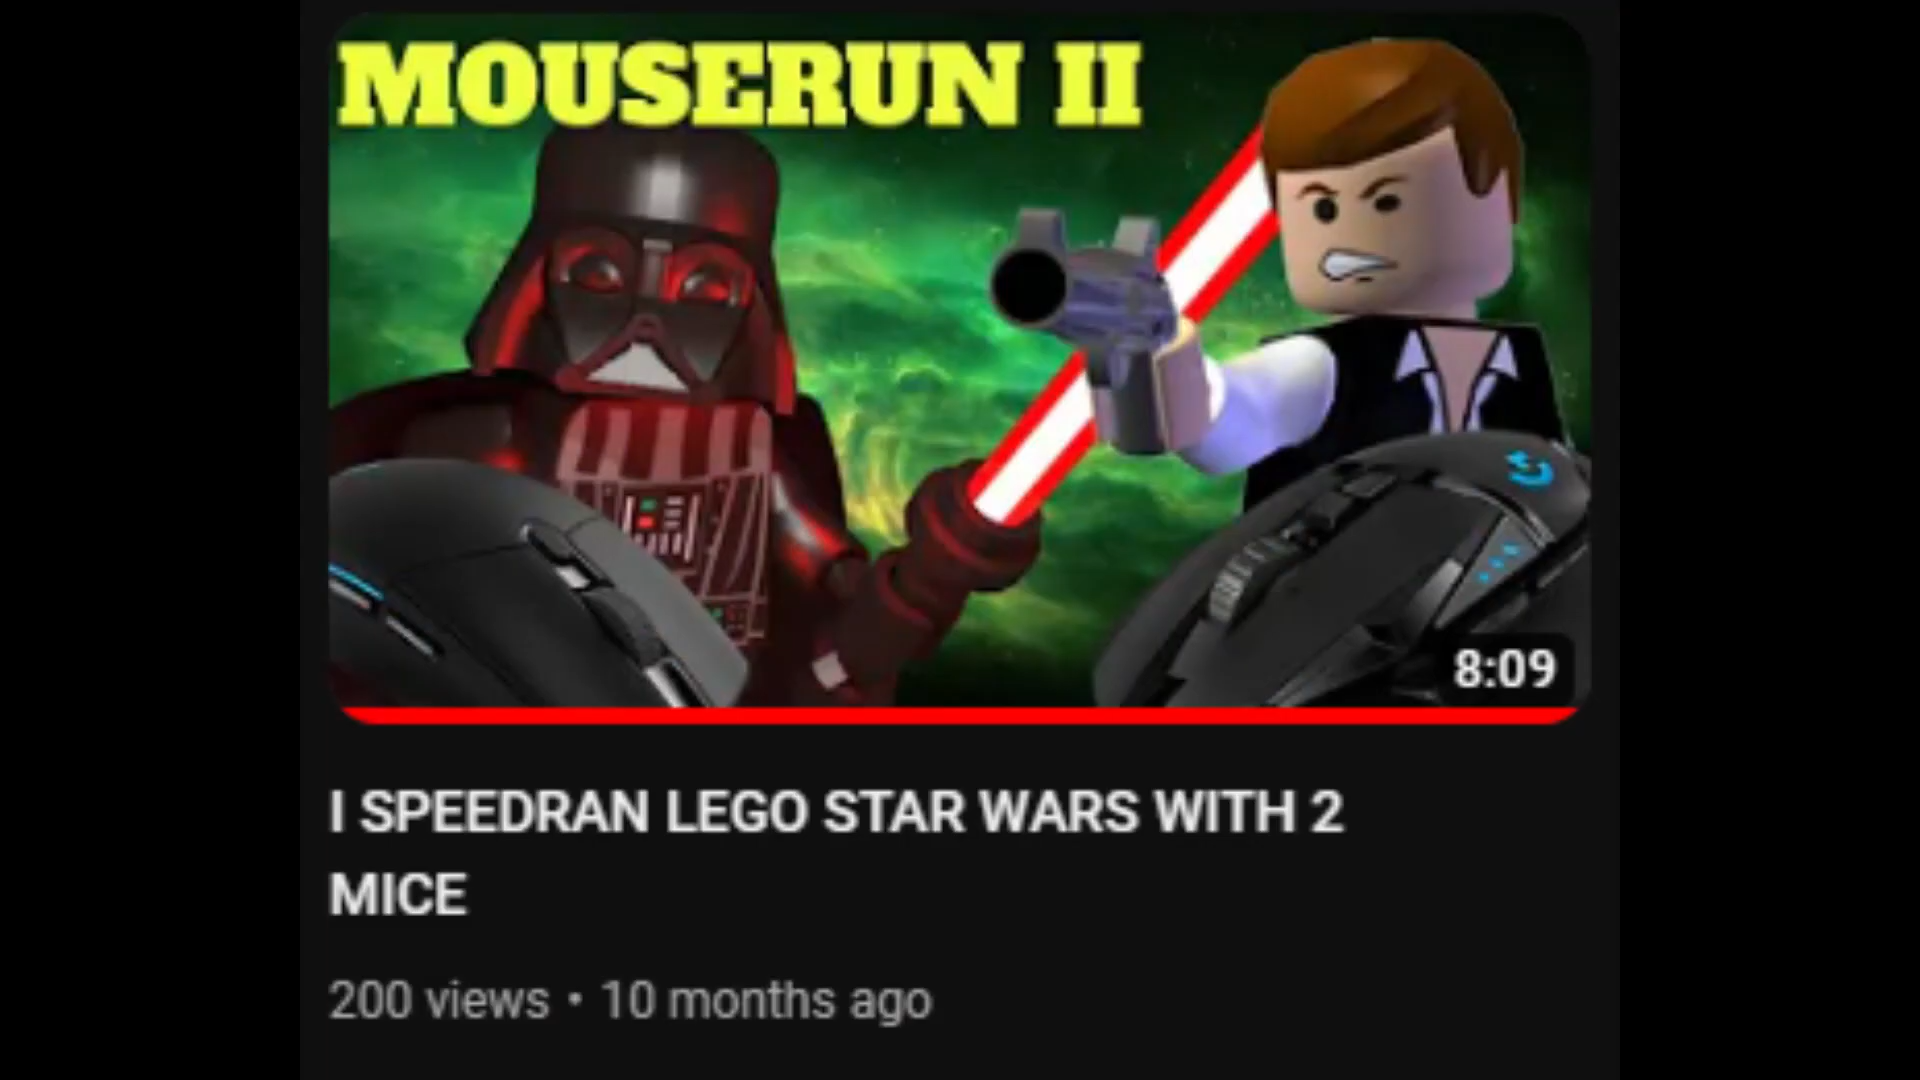 MOUSERUN II
8:09
I SPEEDRAN LEGO STAR WARS WITH 2
MICE
200 views • 10 months ago